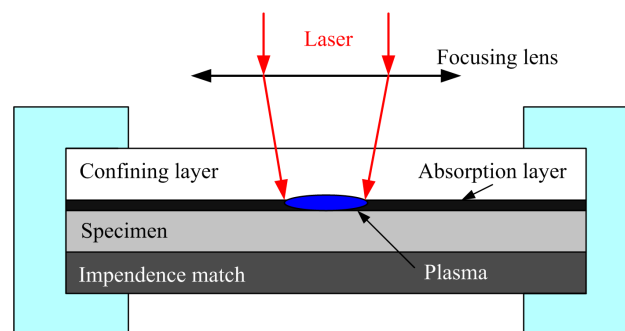 Laser
Focusing lens
Confining layer
Absorption layer
Specimen
Impendence match
Plasma